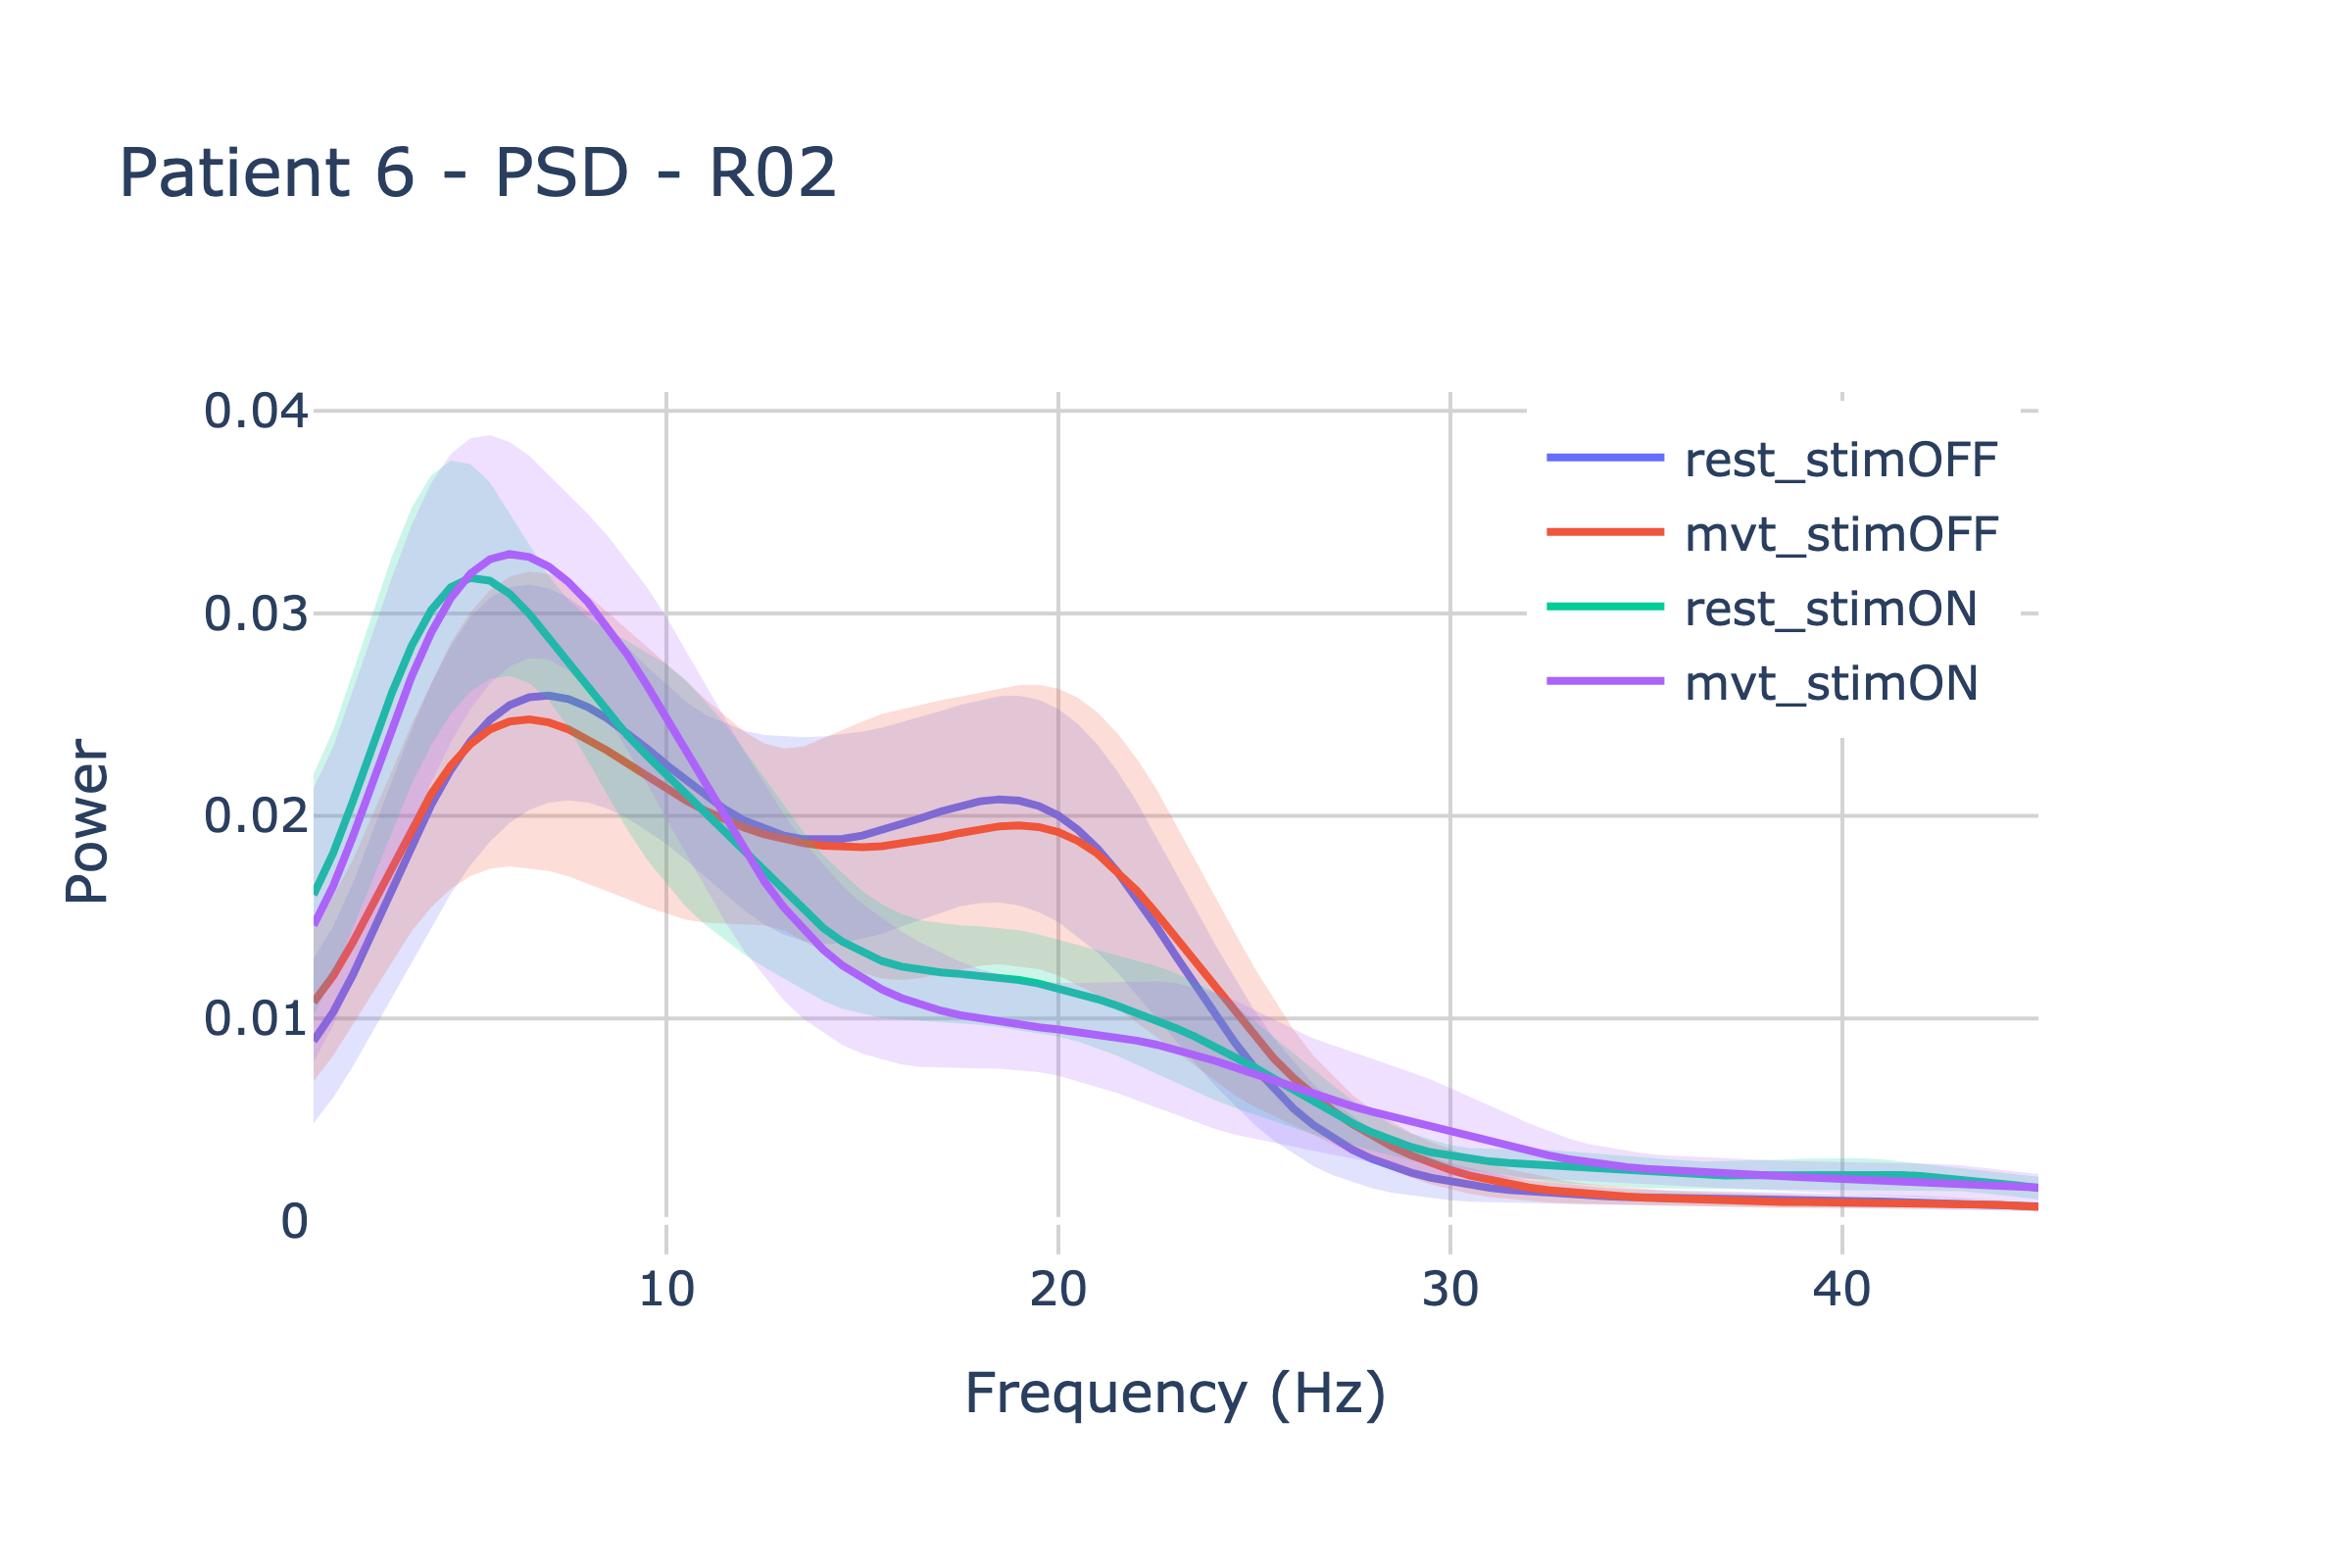 Patient 6 - PSD - R02
0.04
0.03
0.02
0.01
0
Power
rest_stimOFF
mvt_stimOFF
rest_stimON
mvt_stimON
10 20 30 40
Frequency (Hz)